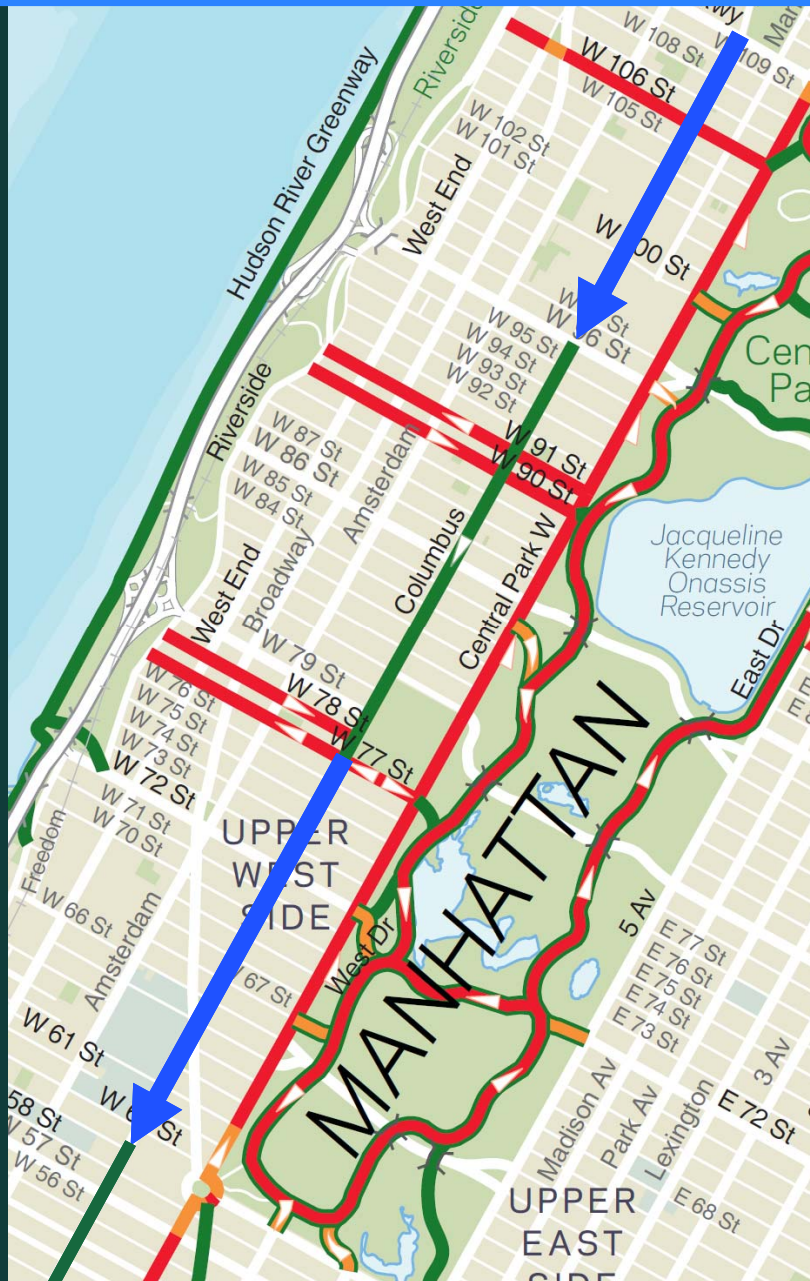 W 108 St
W 109 St
W 106 St
W 105 St
Riverside
W 102 St
W 101 St
Hudson River Greenway
West End
W 95 St
W 94 St
W 93 St
W 92 St
W 91 St
W 90 St
Riverside
W 87 St
W 86 St
W 85 St
W 84 St
Amsterdam
Columbus
Central Park W
Jacqueline
Kennedy
Onassis
Reservoir
East Dr
West End
Broadway
W 79 St
W 78 St
W 77 St
W 76 St
W 75 St
W 74 St
W 73 St
W 72 St
W 71 St
W 70 St
MANHATTAN
UPPER
WEST
SIDE
West Dr
5 Av
Freedom
W 66 St
Amsterdam
67 St
E 77 St
E 76 St
E 75 St
E 74 St
E 73 St
E 72 St
3 Av
W 61 St
58 St
W 57 St
W 56 St
Madison Av
Park Av
Lexington
E 68 St
UPPER
EAST
SIDE